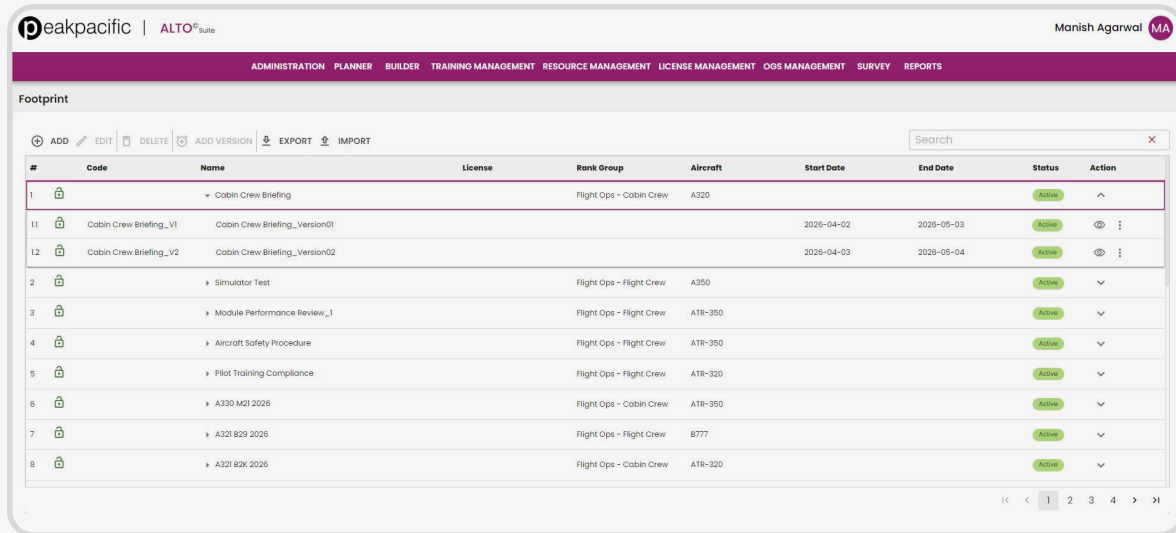 peakpacific | ALTO© Suite
Manish Agarwal MA
ADMINISTRATION PLANNER BUILDER TRAINING MANAGEMENT RESOURCE MANAGEMENT LICENSE MANAGEMENT OGS MANAGEMENT SURVEY REPORTS
Footprint
ADD EDIT DELETE ADD VERSION EXPORT IMPORT Search
# Code Name License Rank Group Aircraft Start Date End Date Status Action
1 Cabin Crew Briefing Flight Ops - Cabin Crew A320 Active
1.1 Cabin Crew Briefing_V1 Cabin Crew Briefing_Version01 2026-04-02 2026-05-03 Active
1.2 Cabin Crew Briefing_V2 Cabin Crew Briefing_Version02 2026-04-03 2026-05-04 Active
2 Simulator Test Flight Ops - Flight Crew A350 Active
3 Module Performance Review_1 Flight Ops - Flight Crew ATR-350 Active
4 Aircraft Safety Procedure Flight Ops - Flight Crew ATR-350 Active
5 Pilot Training Compliance Flight Ops - Flight Crew ATR-320 Active
6 A330 M21 2026 Flight Ops - Cabin Crew ATR-350 Active
7 A321 B29 2026 Flight Ops - Flight Crew B777 Active
8 A321 B2K 2026 Flight Ops - Cabin Crew ATR-320 Active
1 2 3 4